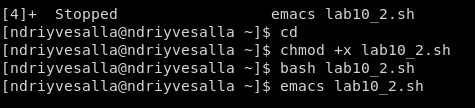 [4]+  Stopped                 emacs lab10_2.sh
[ndriyvesalla@ndriyvesalla ~]$ cd
[ndriyvesalla@ndriyvesalla ~]$ chmod +x lab10_2.sh
[ndriyvesalla@ndriyvesalla ~]$ bash lab10_2.sh
[ndriyvesalla@ndriyvesalla ~]$ emacs lab10_2.sh